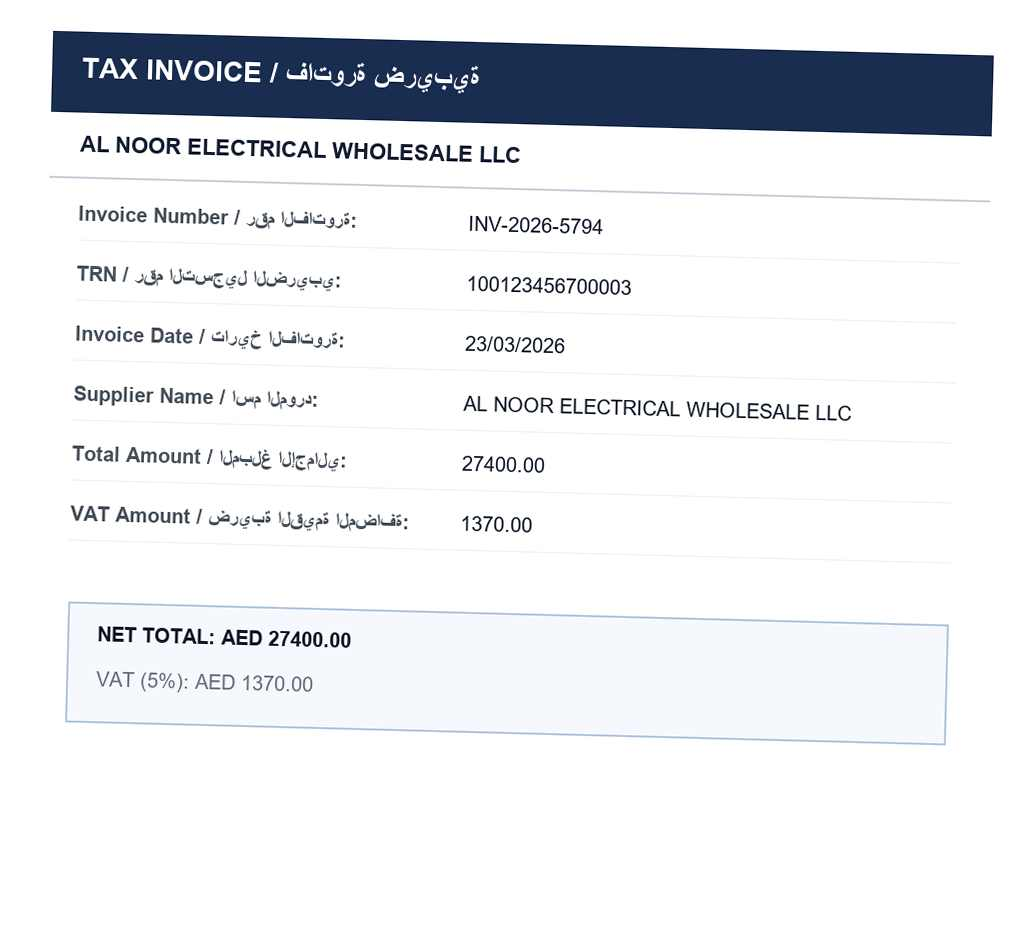 TAX INVOICE / فاتورة ضريبية
AL NOOR ELECTRICAL WHOLESALE LLC
Invoice Number / رقم الفاتورة: INV-2026-5794
TRN / رقم التسجيل الضريبي: 100123456700003
Invoice Date / تاريخ الفاتورة: 23/03/2026
Supplier Name / اسم المورد: AL NOOR ELECTRICAL WHOLESALE LLC
Total Amount / المبلغ الإجمالي: 27400.00
VAT Amount / ضريبة القيمة المضافة: 1370.00
NET TOTAL: AED 27400.00
VAT (5%): AED 1370.00